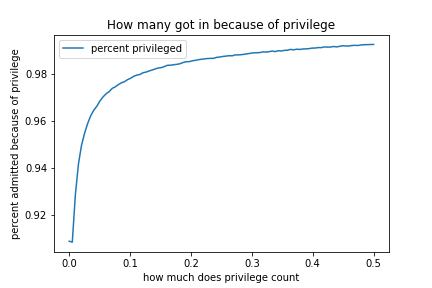 How many got in because of privilege
percent privileged
percent admitted because of privilege
0.98
0.96
0.94
0.92
0.0 0.1 0.2 0.3 0.4 0.5
how much does privilege count